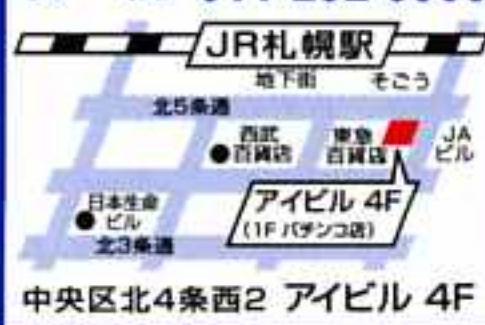 JR札幌駅
地下街 そごう
北5条通
西武
●百貨店
東急
百貨店
JA
ビル
日本生命
● ビル
アイビル 4F
(1F パチンコ店)
北3条通
中央区北4条西2 アイビル 4F